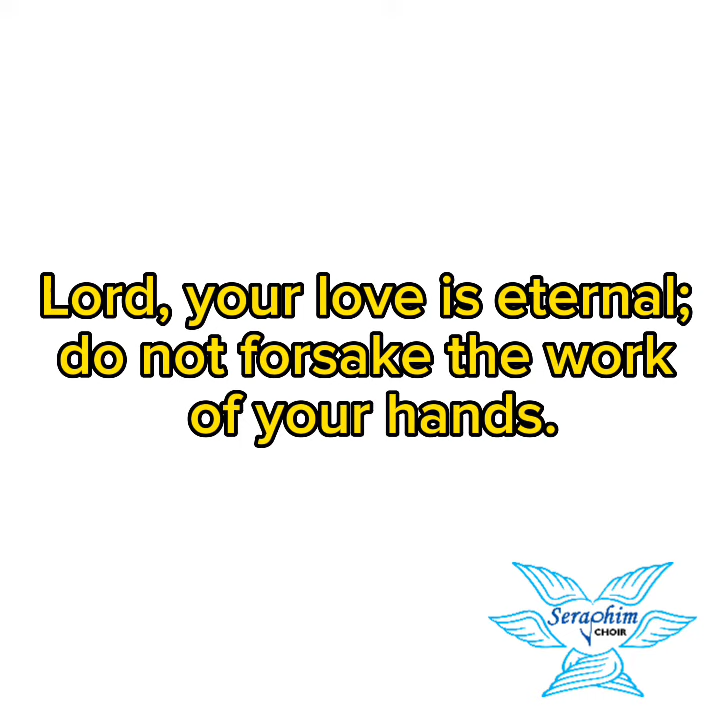 Lord, your love is eternal;
do not forsake the work
of your hands.
Seraphim
CHOIR